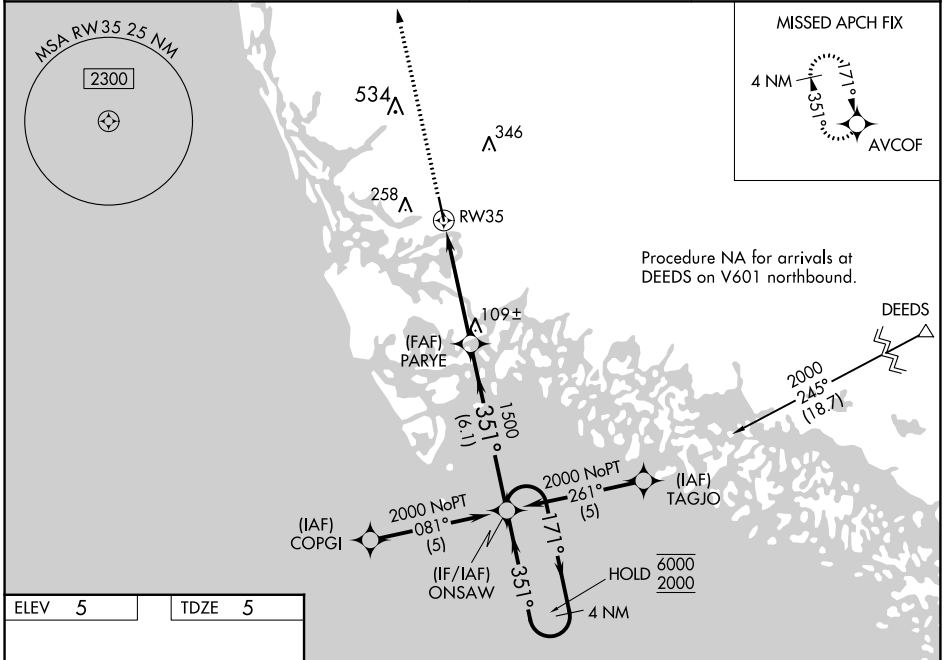 MSA RW35 25 NM
2300
MISSED APCH FIX
4 NM
171°
351°
AVCOF
534
346
258
RW35
Procedure NA for arrivals at
DEEDS on V601 northbound.
DEEDS
2000
245°
(18.7)
109±
(FAF)
PARYE
1500
351°
(6.1)
2000 NoPT
261°
(5)
(IAF)
TAGJO
(IAF)
COPGI
2000 NoPT
081°
(5)
(IF/IAF)
ONSAW
171°
351°
HOLD
6000
2000
4 NM
ELEV 5
TDZE 5